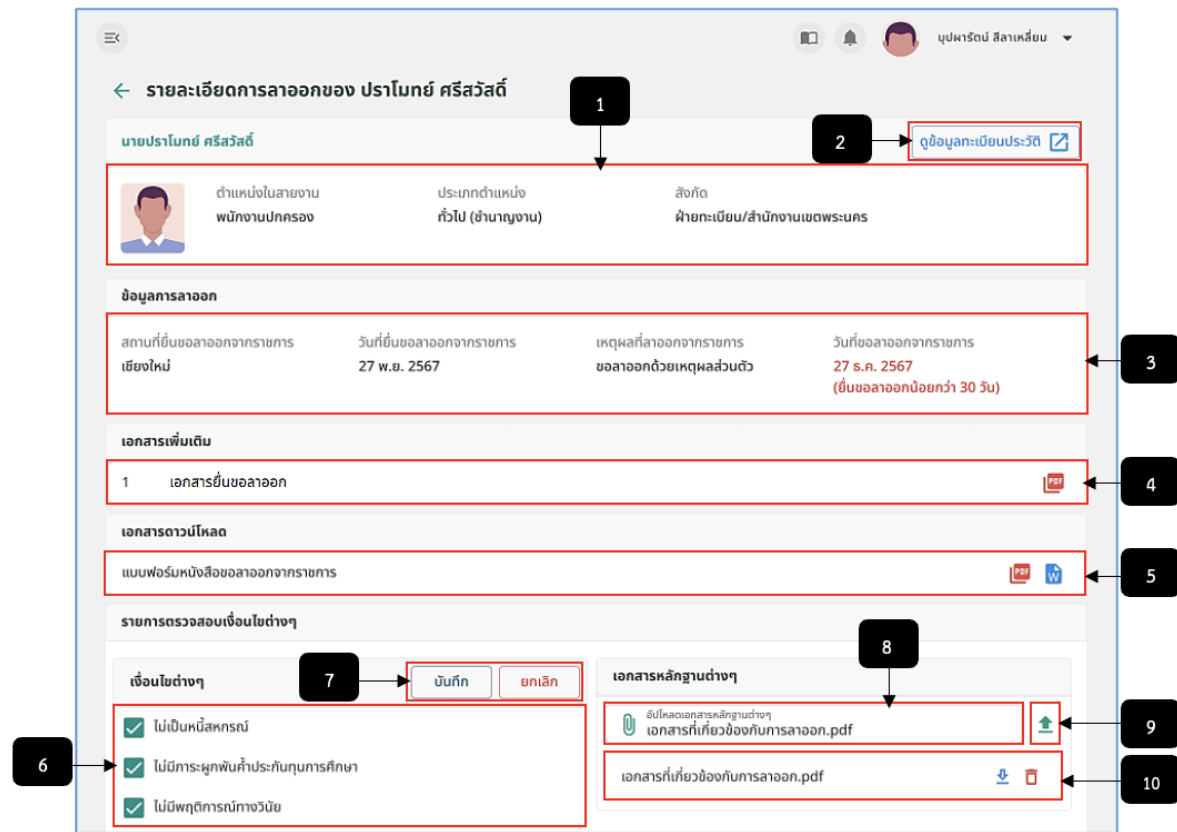 บุปผารัตน์ สีลาเหลี่ยม
รายละเอียดการลาออกของ ปราโมทย์ ศรีสวัสดิ์
1
นายปราโมทย์ ศรีสวัสดิ์
2
ดูข้อมูลทะเบียนประวัติ
ตำแหน่งในสายงาน ประเภทตำแหน่ง สังกัด
พนักงานปกครอง ทั่วไป (ชำนาญงาน) ฝ่ายทะเบียน/สำนักงานเขตพระนคร
ข้อมูลการลาออก
สถานที่ยื่นขอลาออกจากราชการ วันที่ยื่นขอลาออกจากราชการ เหตุผลที่ลาออกจากราชการ วันที่ขอลาออกจากราชการ
เชียงใหม่ 27 พ.ย. 2567 ขอลาออกด้วยเหตุผลส่วนตัว 27 ธ.ค. 2567
(ยื่นขอลาออกน้อยกว่า 30 วัน)
3
เอกสารเพิ่มเติม
1 เอกสารยื่นขอลาออก PDF
4
เอกสารดาวน์โหลด
แบบฟอร์มหนังสือขอลาออกจากราชการ PDF W
5
รายการตรวจสอบเงื่อนไขต่างๆ
เงื่อนไขต่างๆ
7
บันทึก ยกเลิก
ไม่เป็นหนี้สหกรณ์
ไม่มีภาระผูกพันค้ำประกันทุนการศึกษา
ไม่มีพฤติการณ์ทางวินัย
6
8
เอกสารหลักฐานต่างๆ
อัปโหลดเอกสารหลักฐานต่างๆ
เอกสารที่เกี่ยวข้องกับการลาออก.pdf
9
เอกสารที่เกี่ยวข้องกับการลาออก.pdf
10